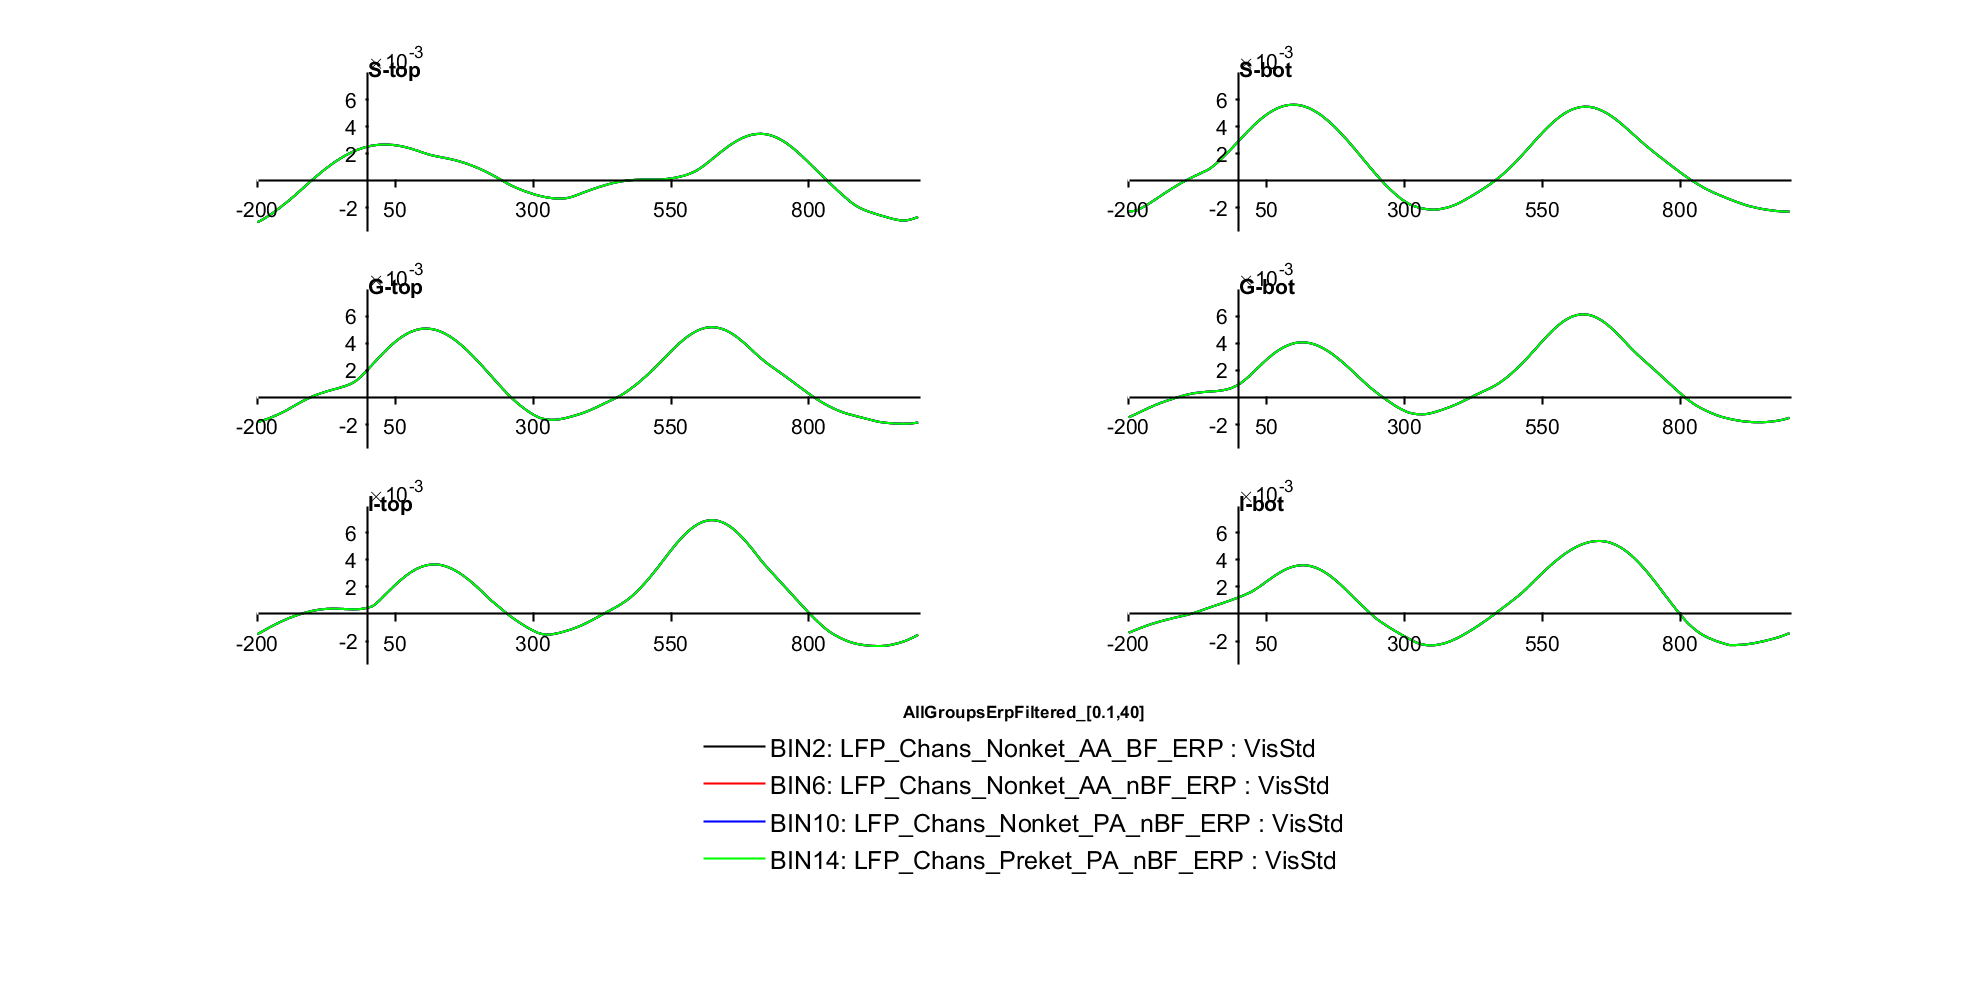 × 10-3
S-top
6
4
2
-2
-200 50 300 550 800
× 10-3
S-bot
6
4
2
-2
-200 50 300 550 800
× 10-3
G-top
6
4
2
-2
-200 50 300 550 800
× 10-3
G-bot
6
4
2
-2
-200 50 300 550 800
× 10-3
I-top
6
4
2
-2
-200 50 300 550 800
× 10-3
I-bot
6
4
2
-2
-200 50 300 550 800
AllGroupsErpFiltered_[0.1,40]
BIN2: LFP_Chans_Nonket_AA_BF_ERP : VisStd
BIN6: LFP_Chans_Nonket_AA_nBF_ERP : VisStd
BIN10: LFP_Chans_Nonket_PA_nBF_ERP : VisStd
BIN14: LFP_Chans_Preket_PA_nBF_ERP : VisStd